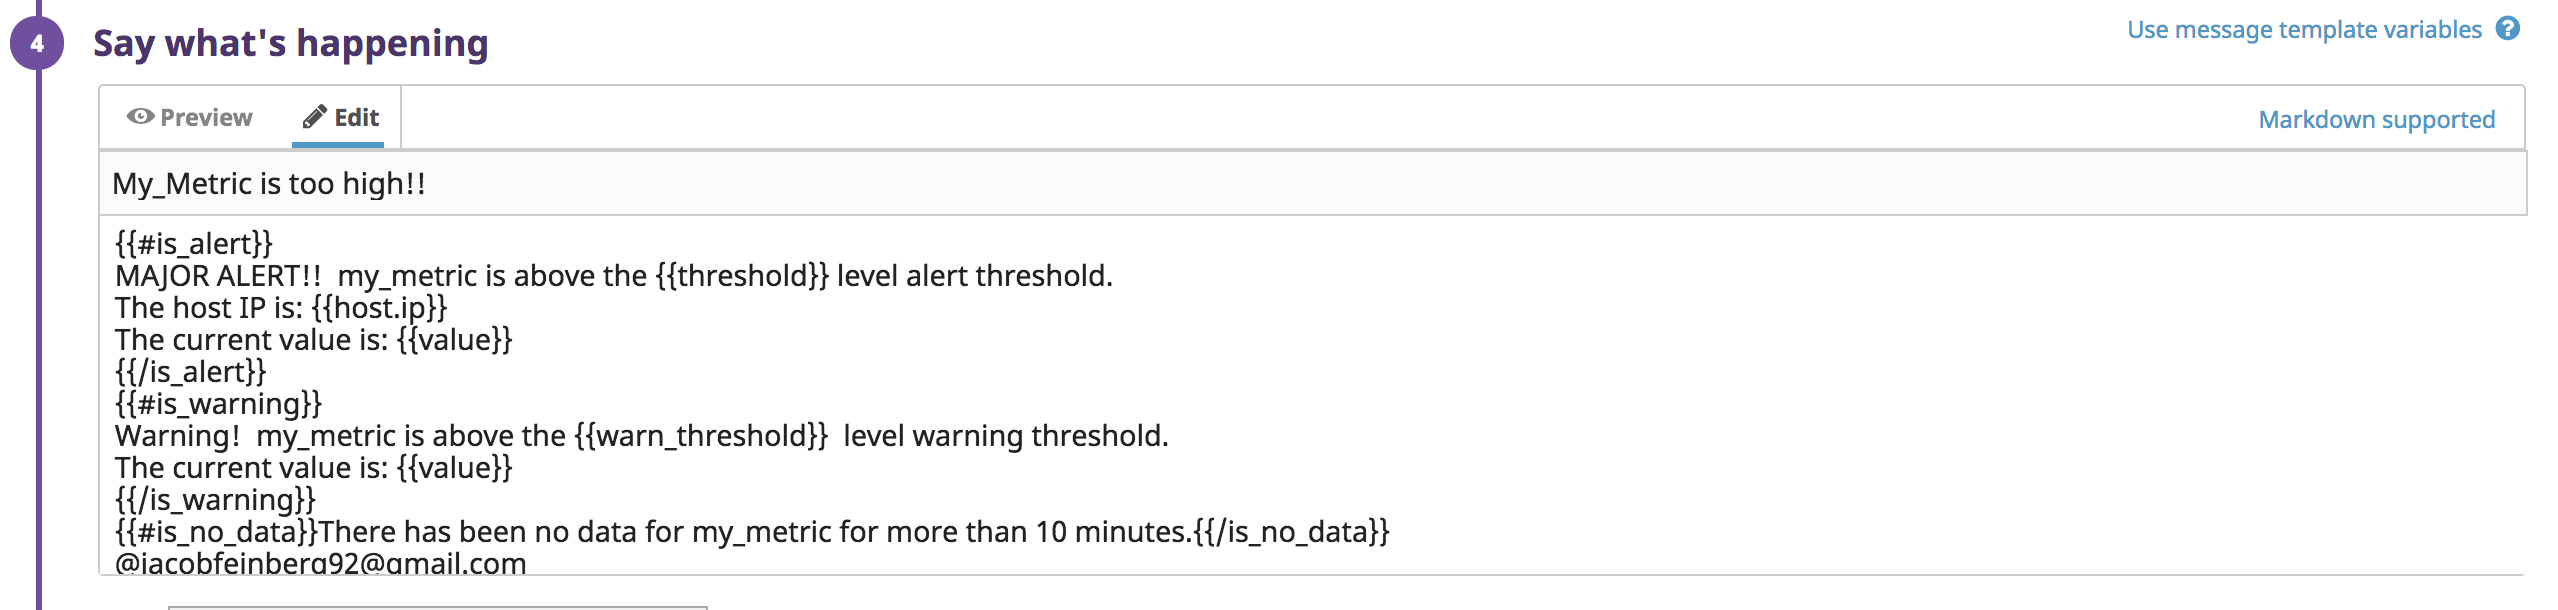 4
Say what's happening
Use message template variables ?
Preview
Edit
Markdown supported
My_Metric is too high!!
{{#is_alert}}
MAJOR ALERT!!  my_metric is above the {{threshold}} level alert threshold.
The host IP is: {{host.ip}}
The current value is: {{value}}
{{/is_alert}}
{{#is_warning}}
Warning!  my_metric is above the {{warn_threshold}}  level warning threshold.
The current value is: {{value}}
{{/is_warning}}
{{#is_no_data}}There has been no data for my_metric for more than 10 minutes.{{/is_no_data}}
@jacobfeinberg92@gmail.com